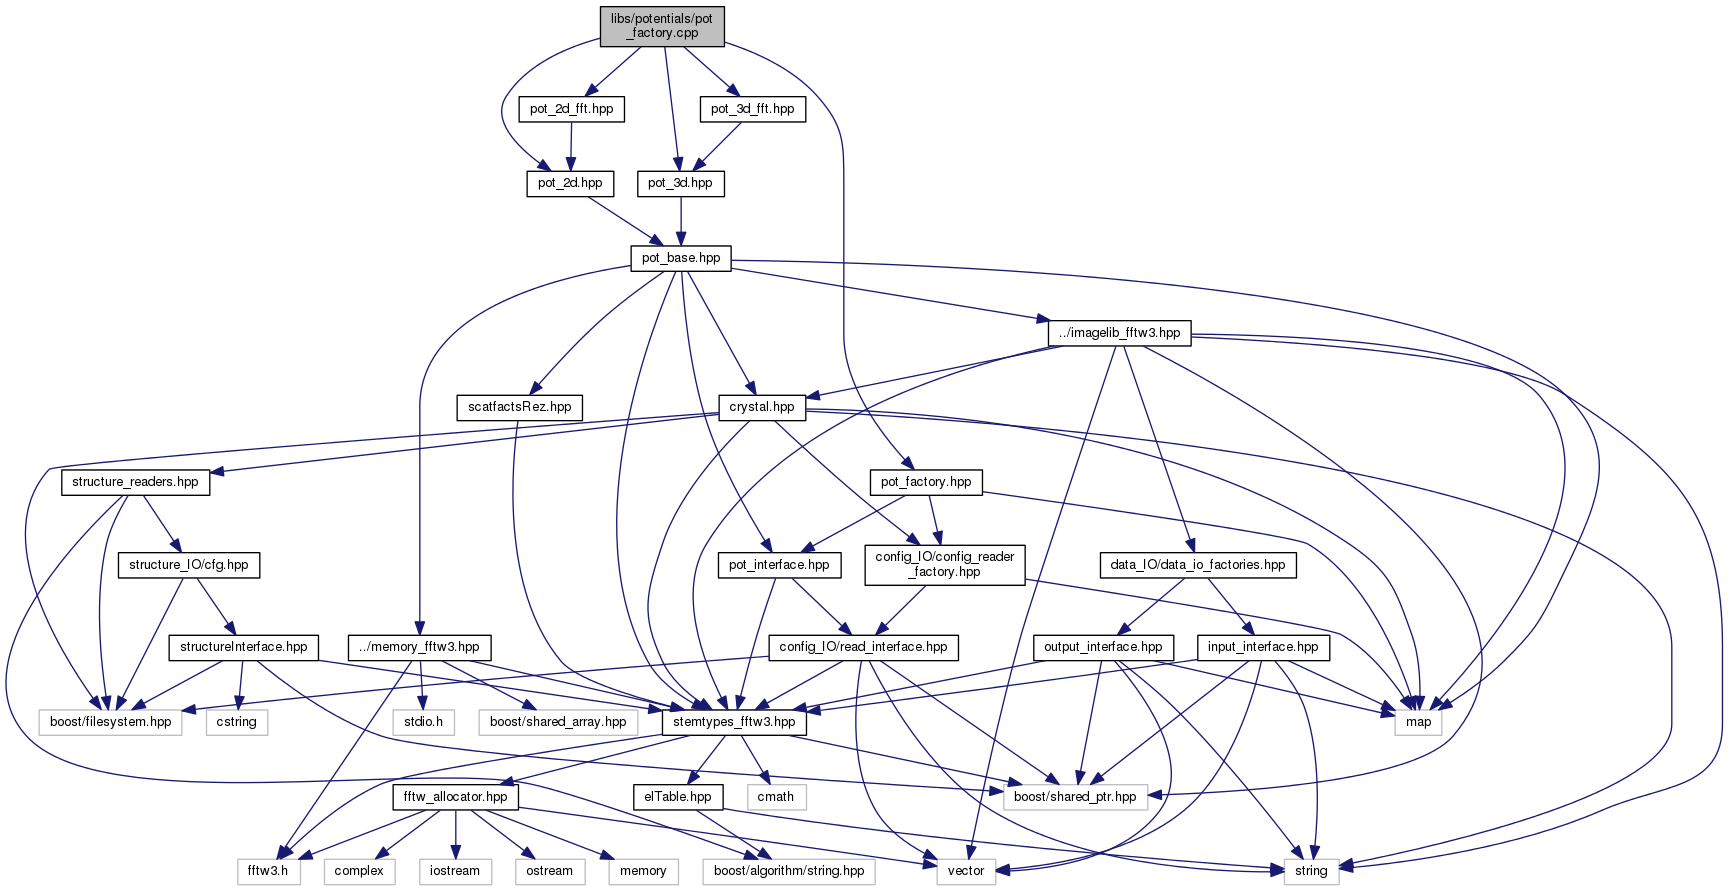 libs/potentials/pot
_factory.cpp
pot_2d_fft.hpp
pot_3d_fft.hpp
pot_2d.hpp
pot_3d.hpp
pot_base.hpp
../imagelib_fftw3.hpp
scatfactsRez.hpp
crystal.hpp
structure_readers.hpp
pot_factory.hpp
structure_IO/cfg.hpp
pot_interface.hpp
config_IO/config_reader
_factory.hpp
data_IO/data_io_factories.hpp
structureInterface.hpp
../memory_fftw3.hpp
config_IO/read_interface.hpp
output_interface.hpp
input_interface.hpp
boost/filesystem.hpp
cstring
stdio.h
boost/shared_array.hpp
stemtypes_fftw3.hpp
map
fftw_allocator.hpp
elTable.hpp
cmath
boost/shared_ptr.hpp
fftw3.h
complex
iostream
ostream
memory
boost/algorithm/string.hpp
vector
string